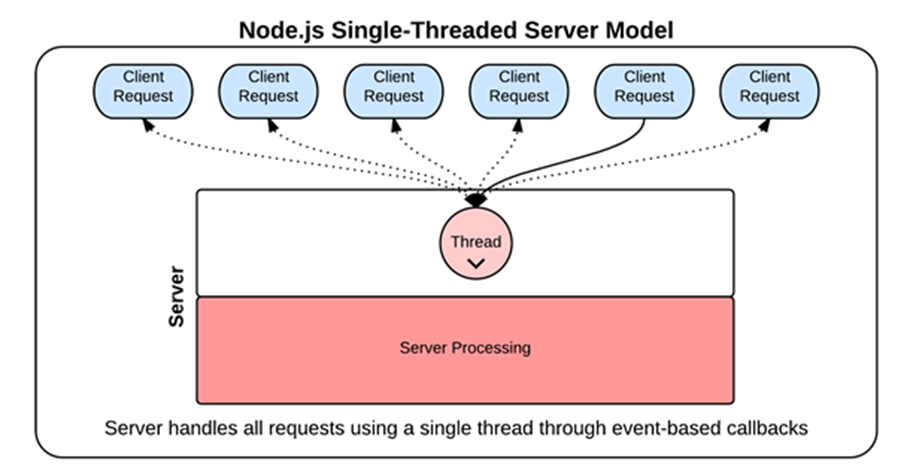 Node.js Single-Threaded Server Model
Client
Request
Client
Request
Client
Request
Client
Request
Client
Request
Client
Request
Thread
Server
Server Processing
Server handles all requests using a single thread through event-based callbacks